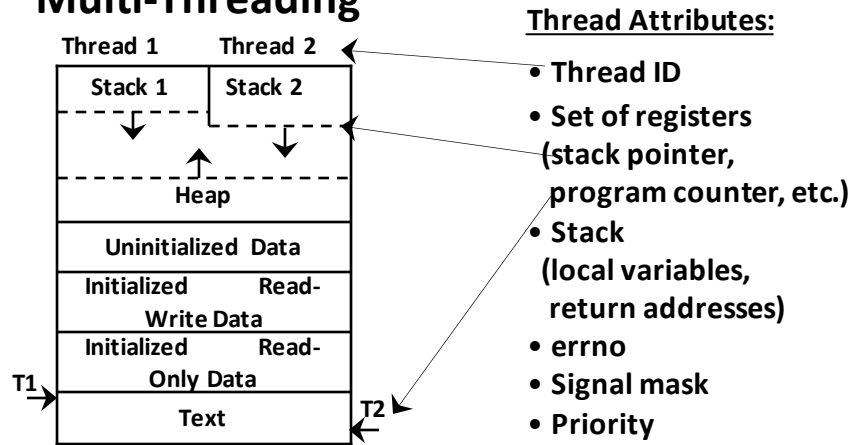 Multi-Threading
Thread 1 Thread 2
Stack 1 Stack 2
Heap
Uninitialized Data
Initialized Read-
Write Data
Initialized Read-
Only Data
T1
Text
T2
Thread Attributes:
• Thread ID
• Set of registers
(stack pointer,
program counter, etc.)
• Stack
(local variables,
return addresses)
• errno
• Signal mask
• Priority